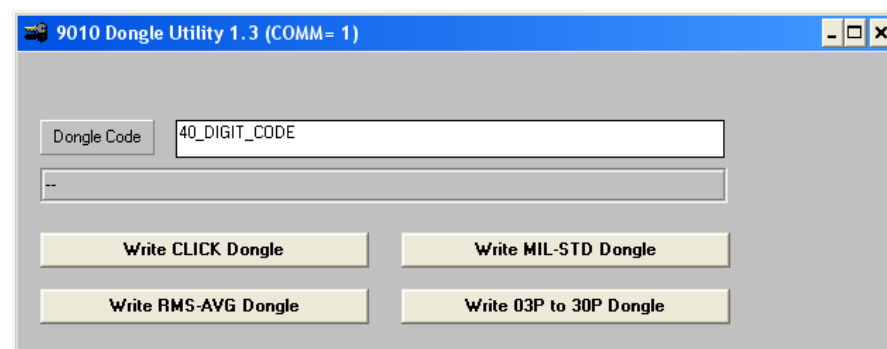 9010 Dongle Utility 1.3 (COMM= 1)
Dongle Code
40_DIGIT_CODE
--
Write CLICK Dongle
Write MIL-STD Dongle
Write RMS-AVG Dongle
Write 03P to 30P Dongle